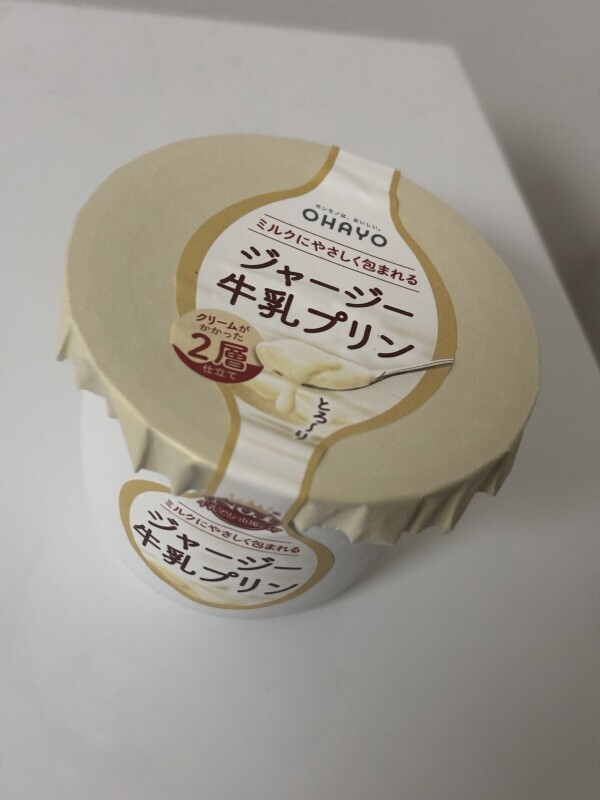 ホンモノは、おいしい。
OHAYO
ミルクにやさしく包まれる
ジャージー
牛乳プリン
クリームが
かかった
2層
仕立て
とろ〜り
ミルクにやさしく包まれる
ジャージー
牛乳プリン